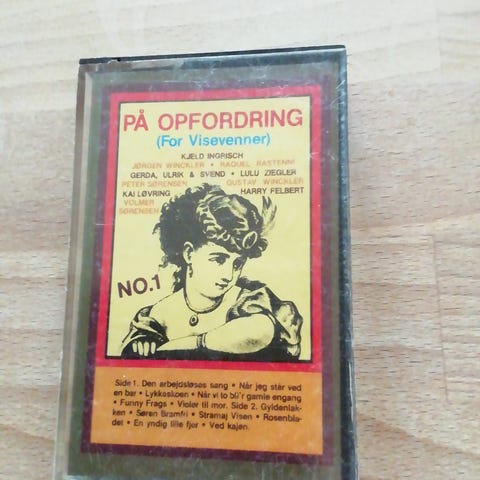 PÅ OPFORDRING
(For Visevenner)
KJELD INGRISCH
JØRGEN WINCKLER • RAQUEL RASTENNI
GERDA, ULRIK & SVEND • LULU ZIEGLER
PETER SØRENSEN GUSTAV WINCKLER
KAI LØVRING HARRY FELBERT
VOLMER
SØRENSEN
NO.1
Side 1. Den arbejdsløses sang • Når jeg står ved
en bar • Lykkeskoen • Når vi to bli'r gamle engang
• Funny Frags • Violer til mor. Side 2. Gyldenlak-
ken • Søren Bramfri • Stramaj Visen • Rosenbla-
det • En yndig lille fjer • Ved kajen.